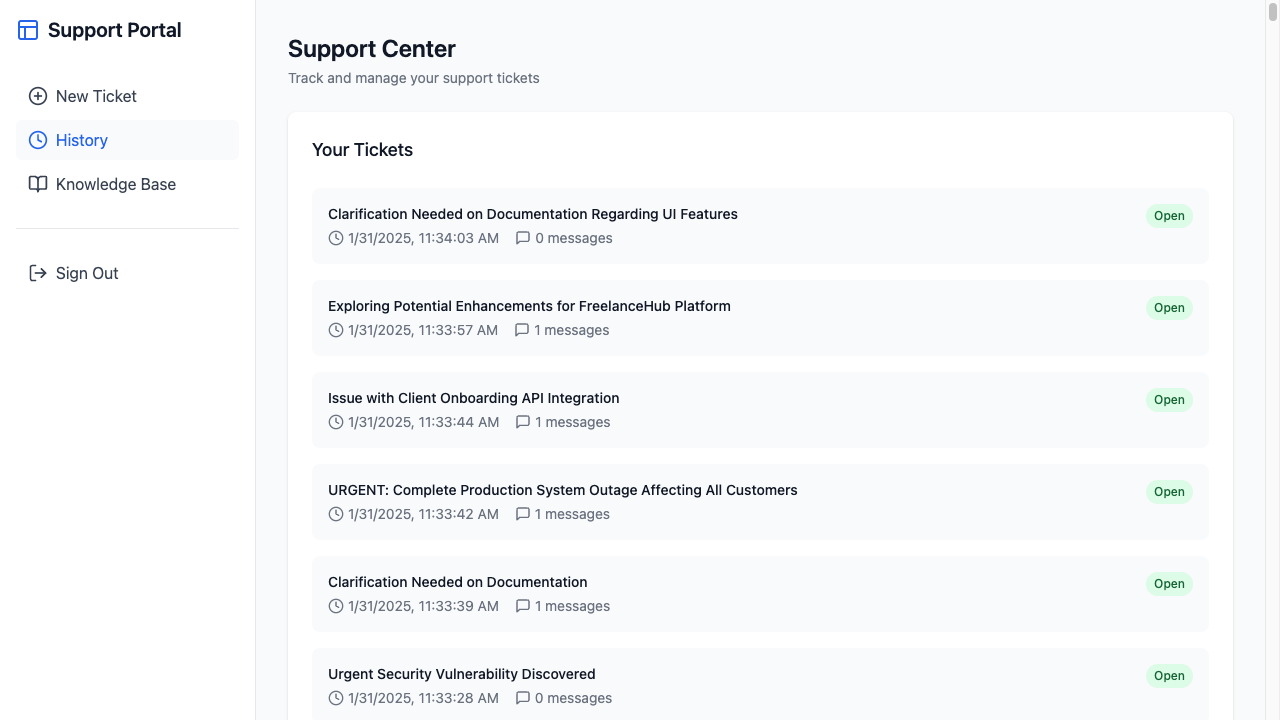 Support Portal
New Ticket
History
Knowledge Base
Sign Out
Support Center
Track and manage your support tickets
Your Tickets
Clarification Needed on Documentation Regarding UI Features
Open
1/31/2025, 11:34:03 AM 0 messages
Exploring Potential Enhancements for FreelanceHub Platform
Open
1/31/2025, 11:33:57 AM 1 messages
Issue with Client Onboarding API Integration
Open
1/31/2025, 11:33:44 AM 1 messages
URGENT: Complete Production System Outage Affecting All Customers
Open
1/31/2025, 11:33:42 AM 1 messages
Clarification Needed on Documentation
Open
1/31/2025, 11:33:39 AM 1 messages
Urgent Security Vulnerability Discovered
Open
1/31/2025, 11:33:28 AM 0 messages